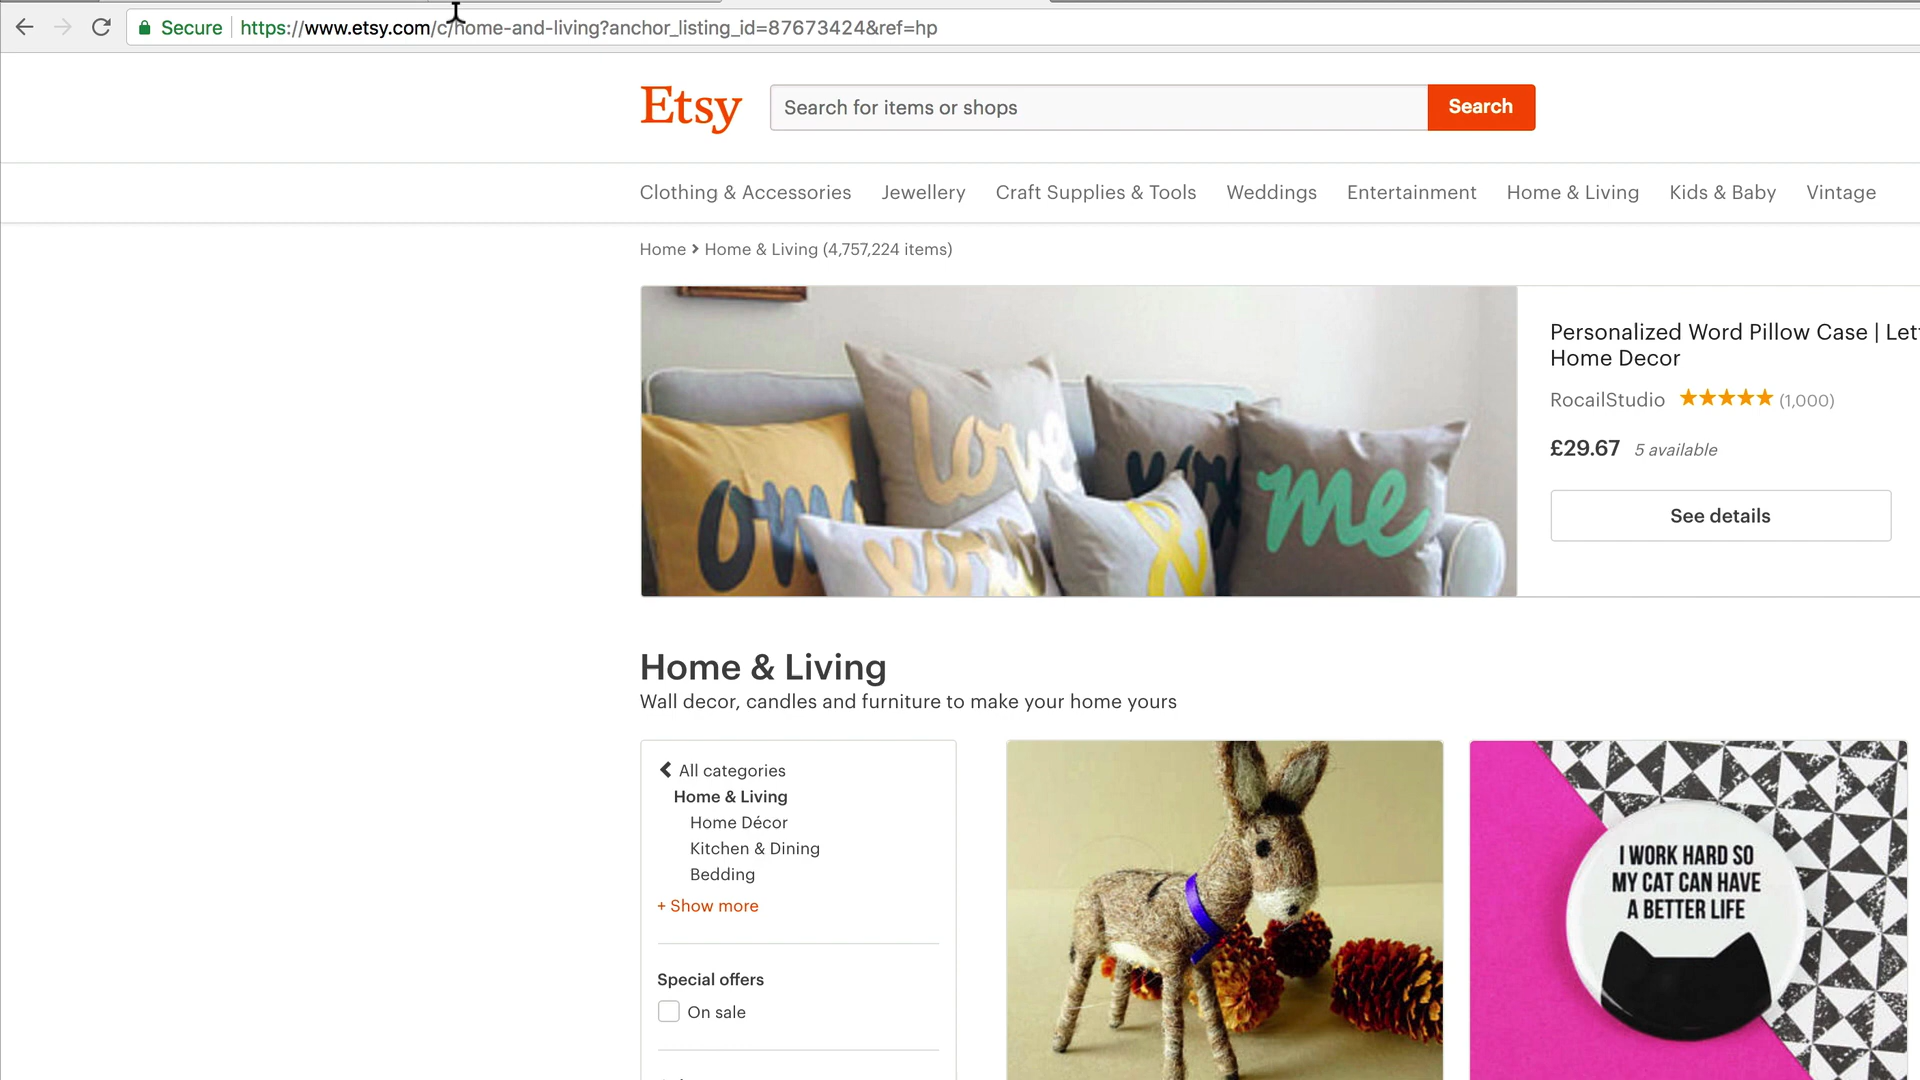 Secure https://www.etsy.com/c/home-and-living?anchor_listing_id=87673424&ref=hp
Etsy
Search for items or shops
Search
Clothing & Accessories Jewellery Craft Supplies & Tools Weddings Entertainment Home & Living Kids & Baby Vintage
Home > Home & Living (4,757,224 items)
love
me
&
Personalized Word Pillow Case | Let
Home Decor
RocailStudio ★★★★★ (1,000)
£29.67 5 available
See details
Home & Living
Wall decor, candles and furniture to make your home yours
All categories
Home & Living
Home Décor
Kitchen & Dining
Bedding
+ Show more
Special offers
On sale
I WORK HARD SO
MY CAT CAN HAVE
A BETTER LIFE